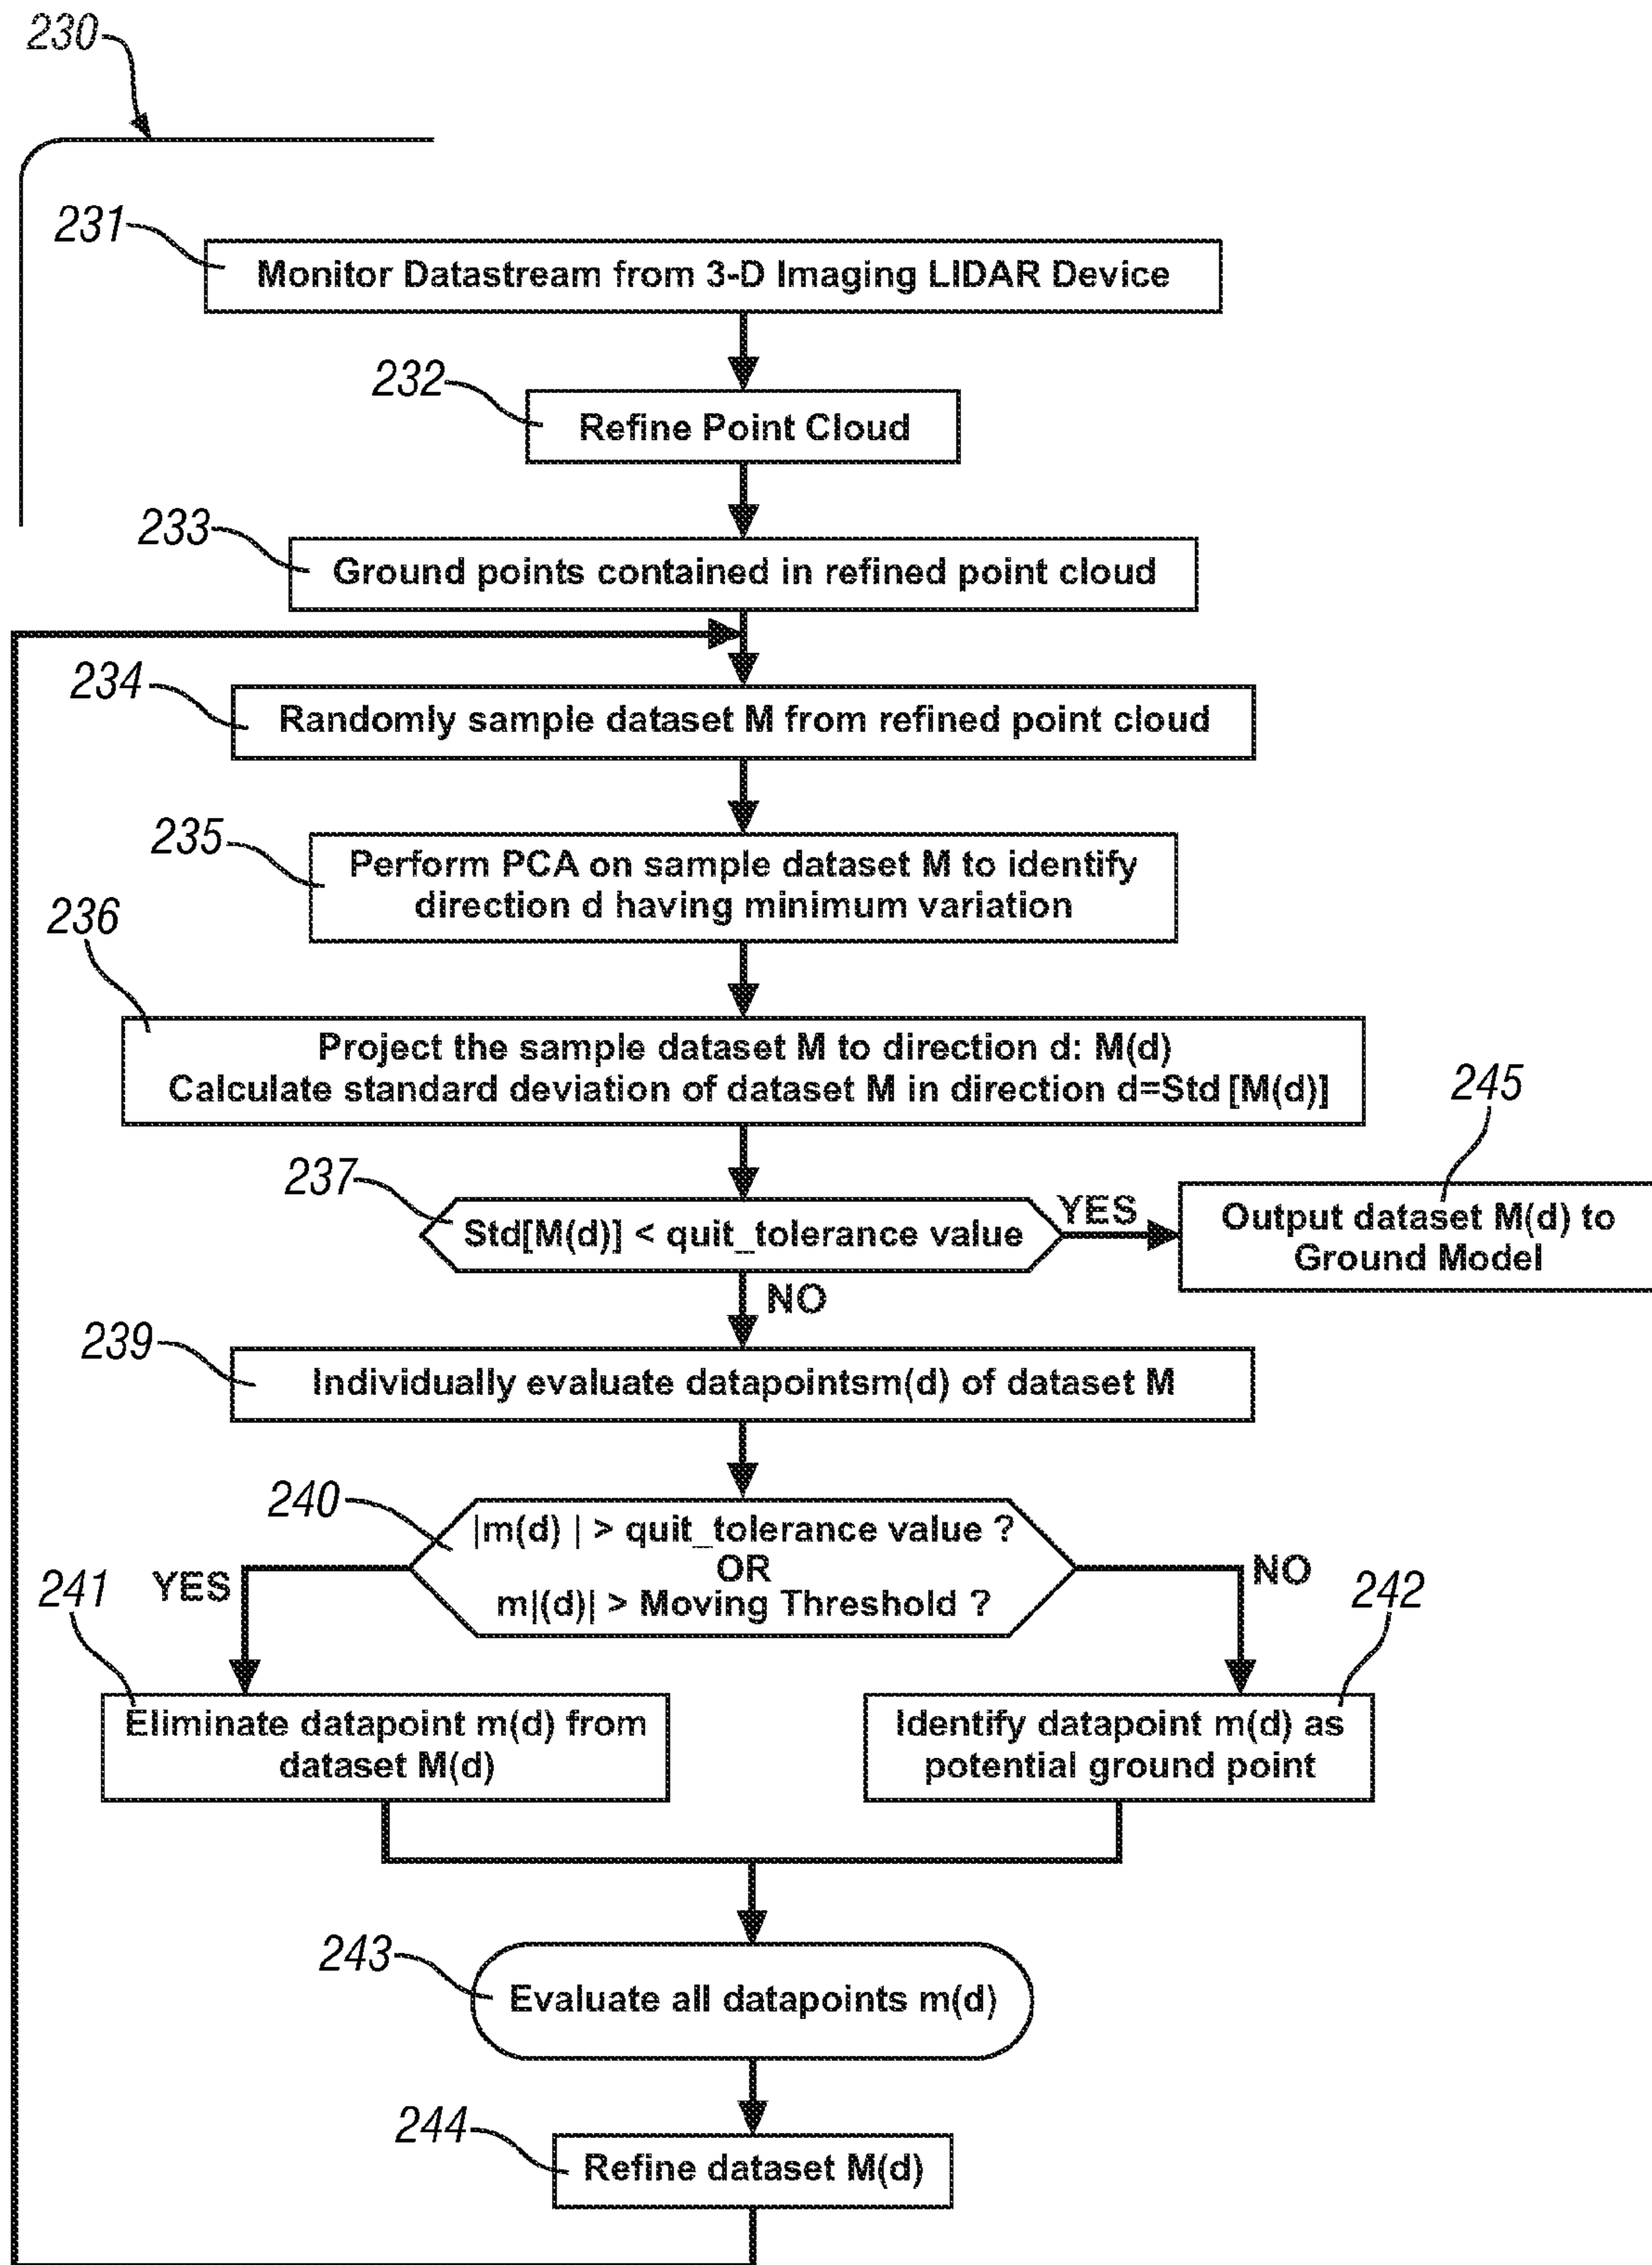 230
231
Monitor Datastream from 3-D Imaging LIDAR Device
232
Refine Point Cloud
233
Ground points contained in refined point cloud
234
Randomly sample dataset M from refined point cloud
235
Perform PCA on sample dataset M to identify
direction d having minimum variation
236
Project the sample dataset M to direction d: M(d)
Calculate standard deviation of dataset M in direction d=Std [M(d)]
237
Std[M(d)] < quit_tolerance value
YES
245
Output dataset M(d) to
Ground Model
NO
239
Individually evaluate datapointsm(d) of dataset M
240
|m(d) | > quit_tolerance value ?
OR
m|(d)| > Moving Threshold ?
YES
NO
241
Eliminate datapoint m(d) from
dataset M(d)
242
Identify datapoint m(d) as
potential ground point
243
Evaluate all datapoints m(d)
244
Refine dataset M(d)